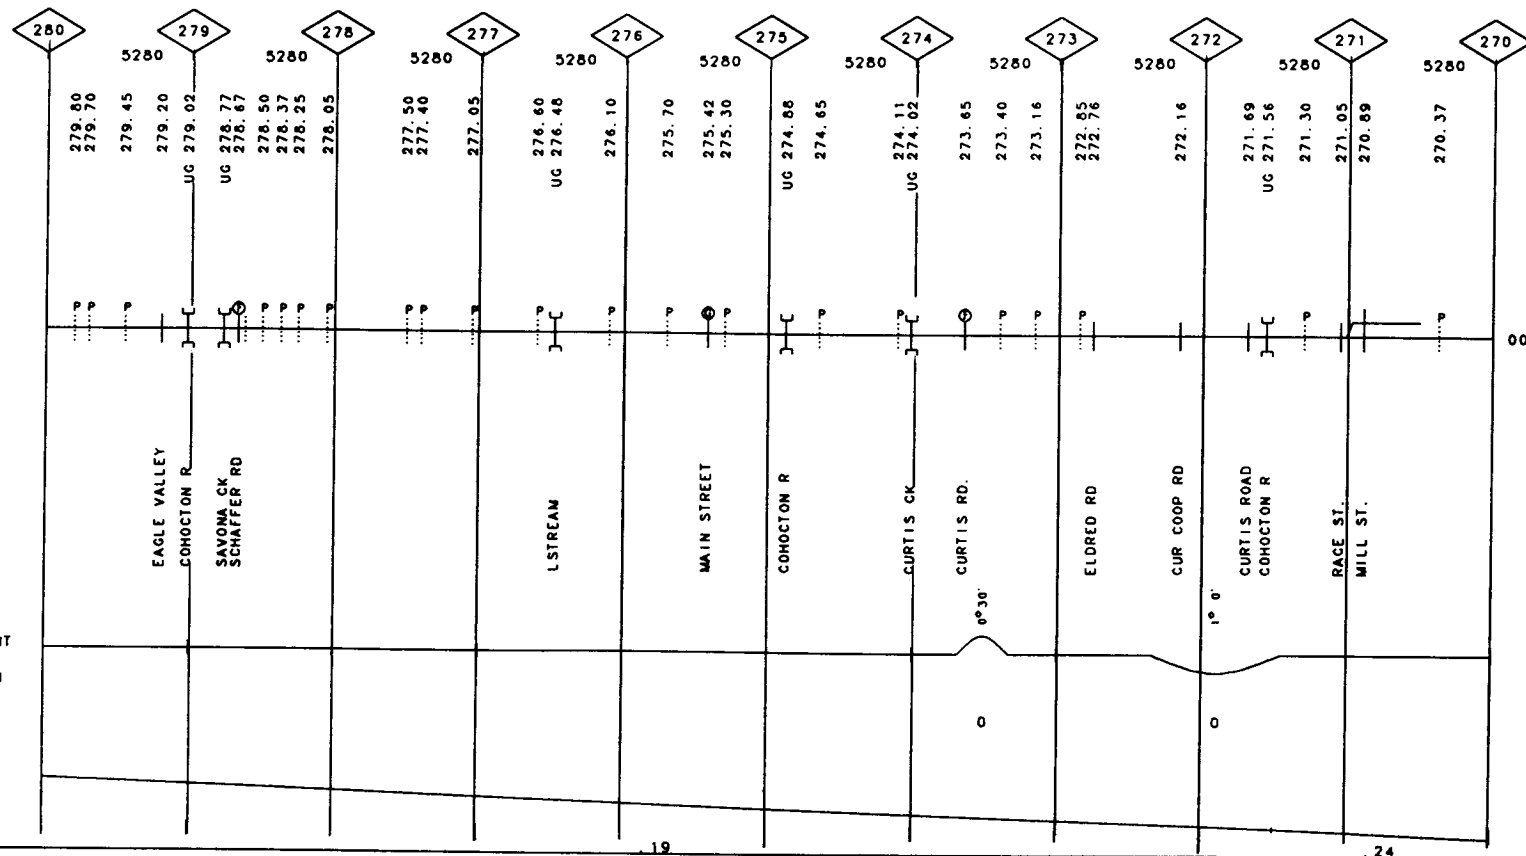 280 279 278 277 276 275 274 273 272 271 270
5280 5280 5280 5280 5280 5280 5280 5280 5280 5280
279.80
279.70
279.45
279.20
UG 279.02
UG 278.77
278.67
278.50
278.37
278.25
278.05
277.50
277.40
277.05
276.60
UG 276.48
276.10
275.70
275.42
275.30
UG 274.88
274.65
274.11
UG 274.02
273.65
273.40
273.16
272.85
272.76
272.16
271.69
UG 271.56
271.30
271.05
270.89
270.37
P P P P P P P P P P P P P P P P P P P P P P P
00
EAGLE VALLEY
COHOCTON R
SAVONA CK
SCHAFFER RD
LSTREAM
MAIN STREET
COHOCTON R
CURTIS CK
CURTIS RD.
ELDRED RD
CUR COOP RD
CURTIS ROAD
COHOCTON R
RACE ST.
MILL ST.
0°30'
1° 0'
0 0
.19 .24